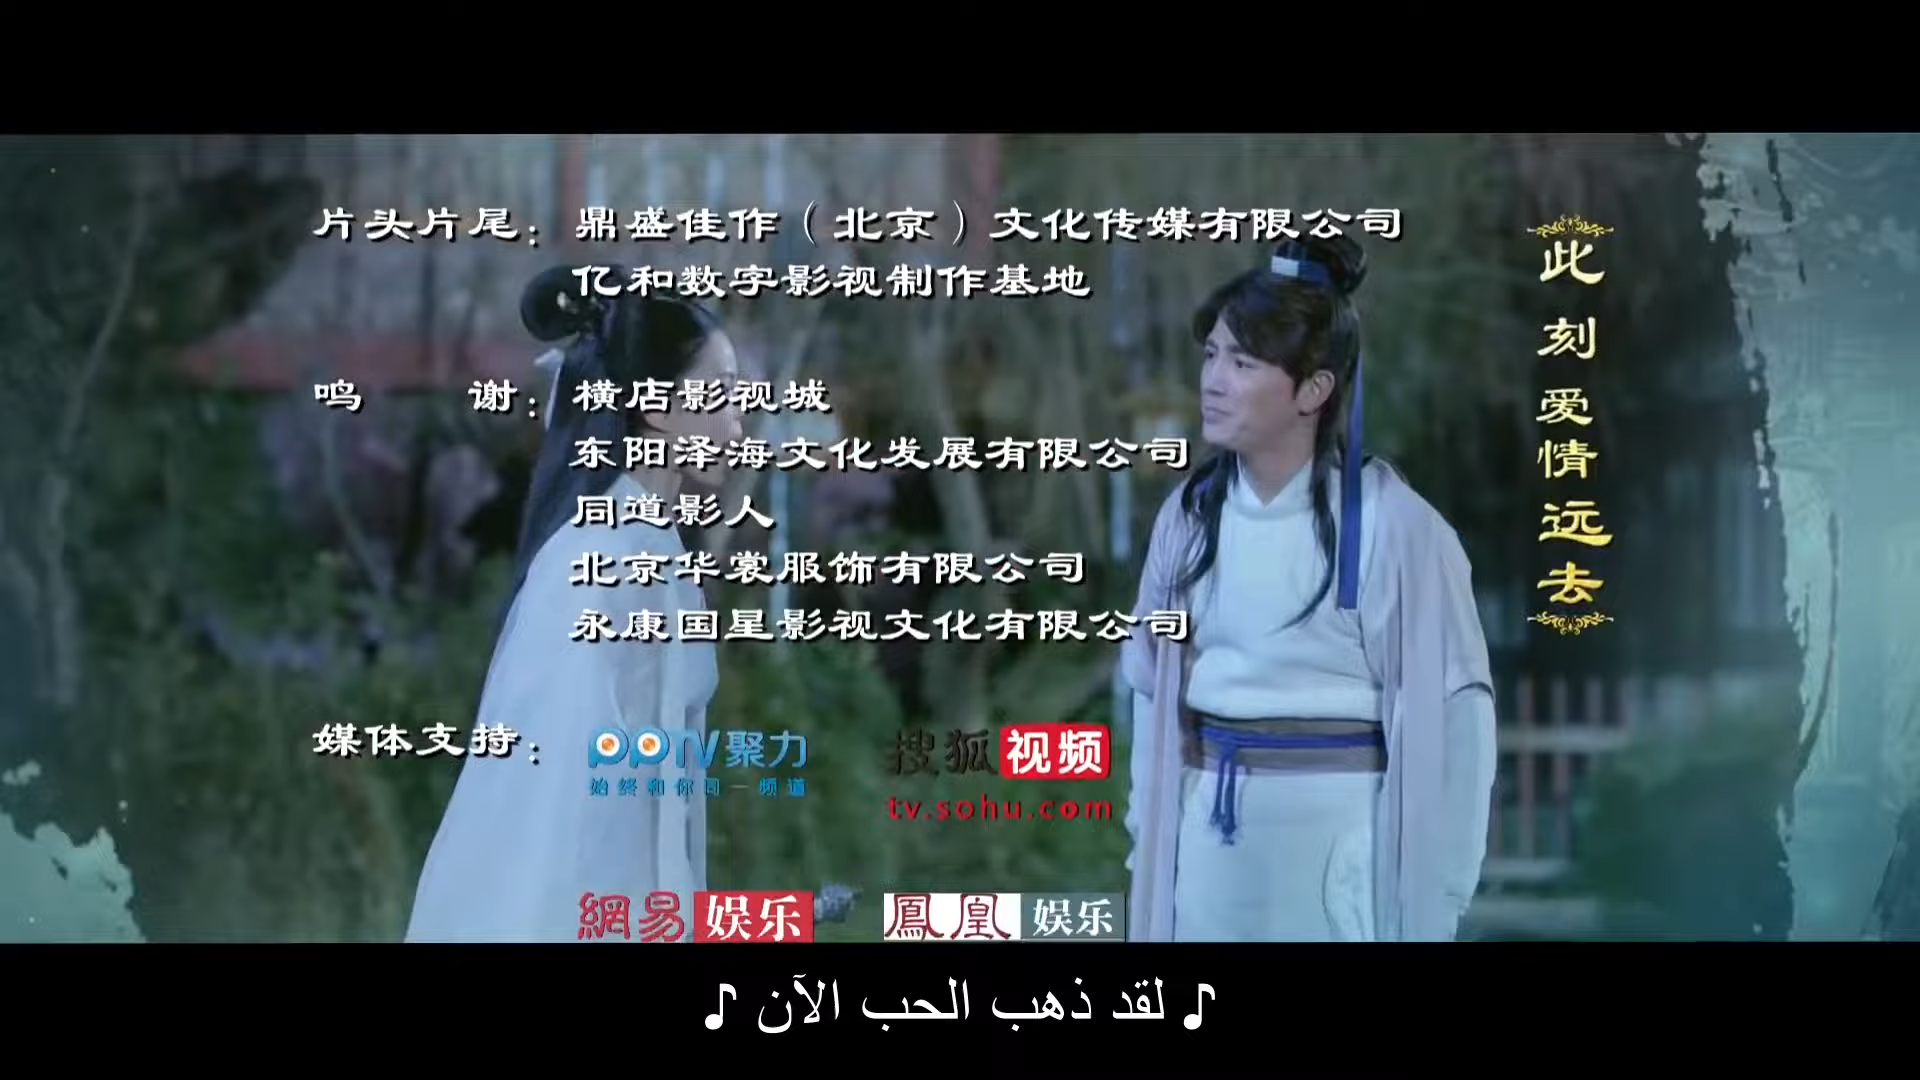 片头片尾：鼎盛佳作（北京）文化传媒有限公司
亿和数字影视制作基地
鸣 谢：横店影视城
东阳泽海文化发展有限公司
同道影人
北京华裳服饰有限公司
永康国星影视文化有限公司
媒体支持：
PPTV聚力
始终和你同一频道
搜狐视频
tv.sohu.com
網易娱乐
鳳凰娱乐
此刻爱情远去
♪ لقد ذهب الحب الآن ♪